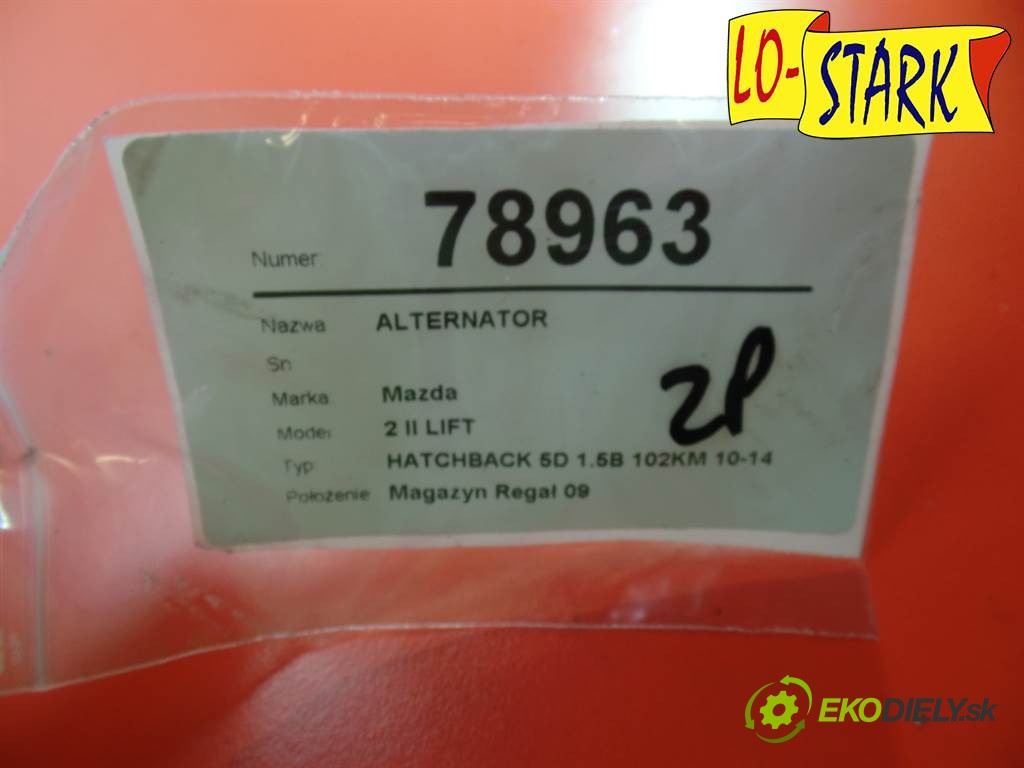 LO-STARK
Numer: 78963
Nazwa ALTERNATOR
Sn
Marka Mazda
Model 2 II LIFT
Typ: HATCHBACK 5D 1.5B 102KM 10-14
Położenie Magazyn Regał 09
EKODIELY.sk